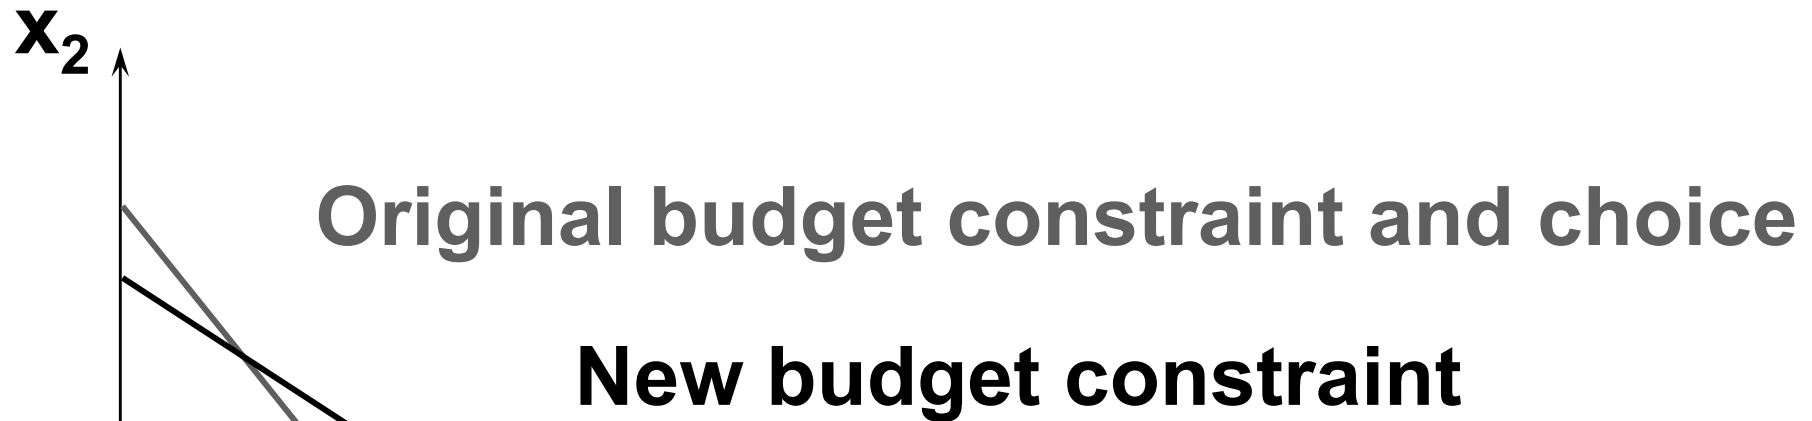 x₂
Original budget constraint and choice
New budget constraint